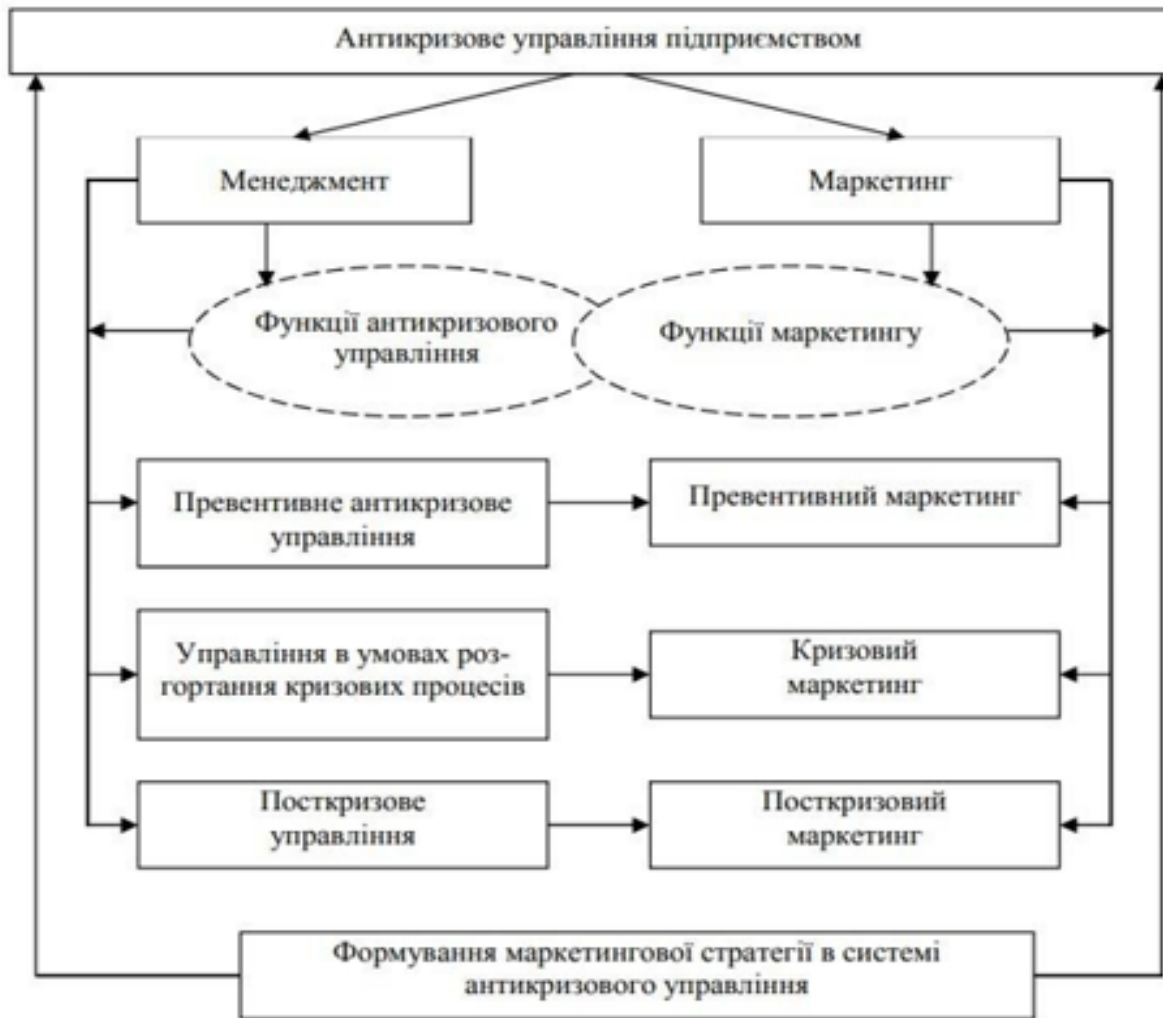 Антикризове управління підприємством
Менеджмент
Маркетинг
Функції антикризового
управління
Функції маркетингу
Превентивне антикризове
управління
Превентивний маркетинг
Управління в умовах роз-
гортання кризових процесів
Кризовий
маркетинг
Посткризове
управління
Посткризовий
маркетинг
Формування маркетингової стратегії в системі
антикризового управління